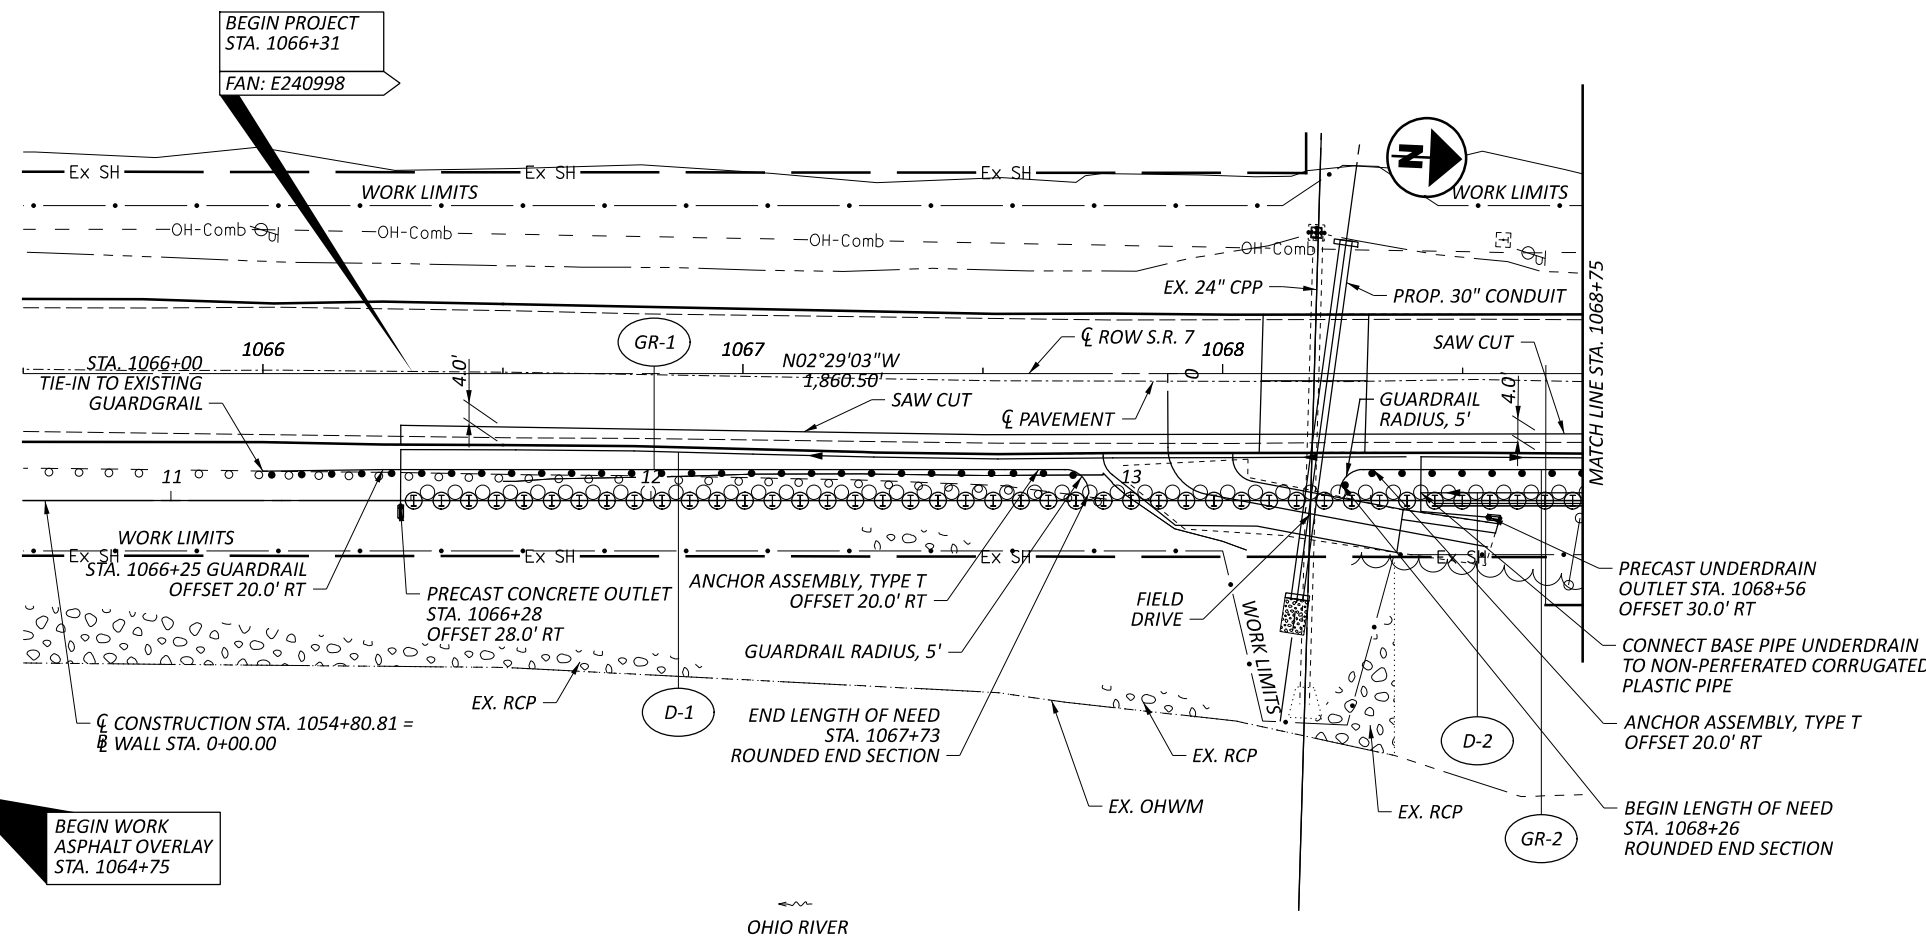 BEGIN PROJECT
STA. 1066+31
FAN: E240998
N
Ex SH
Ex SH
Ex SH
WORK LIMITS
WORK LIMITS
OH-Comb
OH-Comb
OH-Comb
OH-Comb
EX. 24" CPP
PROP. 30" CONDUIT
MATCH LINE STA. 1068+75
1066
GR-1
1067
℄ ROW S.R. 7
1068
SAW CUT
STA. 1066+00
TIE-IN TO EXISTING
GUARDGRAIL
4.0'
N02°29'03"W
1,860.50'
0
SAW CUT
℄ PAVEMENT
GUARDRAIL
RADIUS, 5'
4.0'
11
12
13
WORK LIMITS
Ex SH
Ex SH
Ex SH
Ex SH
STA. 1066+25 GUARDRAIL
OFFSET 20.0' RT
PRECAST CONCRETE OUTLET
STA. 1066+28
OFFSET 28.0' RT
ANCHOR ASSEMBLY, TYPE T
OFFSET 20.0' RT
FIELD
DRIVE
WORK LIMITS
PRECAST UNDERDRAIN
OUTLET STA. 1068+56
OFFSET 30.0' RT
GUARDRAIL RADIUS, 5'
CONNECT BASE PIPE UNDERDRAIN
TO NON-PERFERATED CORRUGATED
PLASTIC PIPE
EX. RCP
D-1
END LENGTH OF NEED
STA. 1067+73
ROUNDED END SECTION
EX. RCP
D-2
ANCHOR ASSEMBLY, TYPE T
OFFSET 20.0' RT
℄ CONSTRUCTION STA. 1054+80.81 =
WALL STA. 0+00.00
EX. OHWM
EX. RCP
GR-2
BEGIN LENGTH OF NEED
STA. 1068+26
ROUNDED END SECTION
BEGIN WORK
ASPHALT OVERLAY
STA. 1064+75
OHIO RIVER